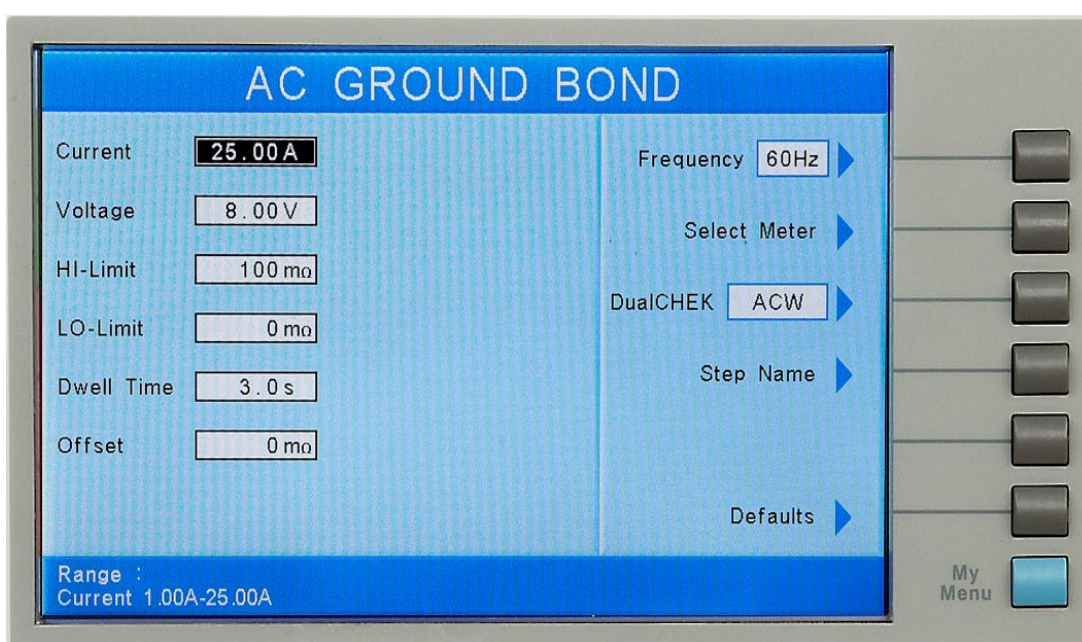 AC GROUND BOND
Current 25.00A
Voltage 8.00V
HI-Limit 100 mΩ
LO-Limit 0 mΩ
Dwell Time 3.0s
Offset 0 mΩ
Frequency 60Hz
Select Meter
DualCHEK ACW
Step Name
Defaults
Range :
Current 1.00A-25.00A
My
Menu